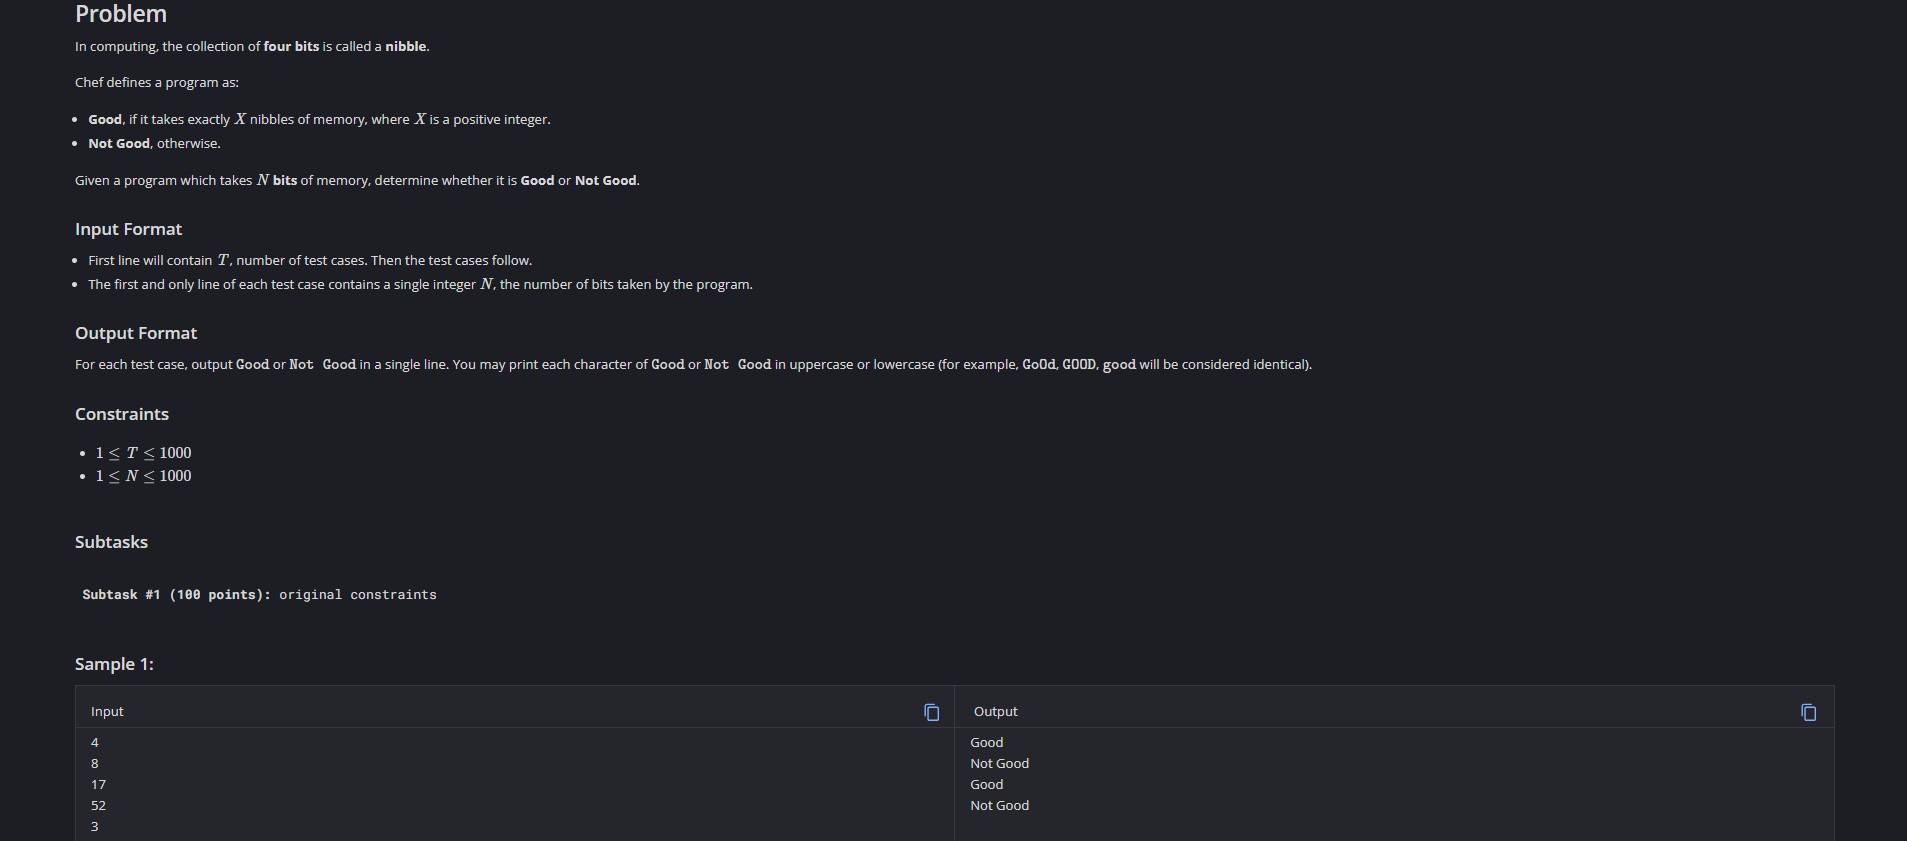 Problem
In computing, the collection of four bits is called a nibble.
Chef defines a program as:
• Good, if it takes exactly X nibbles of memory, where X is a positive integer.
• Not Good, otherwise.
Given a program which takes N bits of memory, determine whether it is Good or Not Good.
Input Format
• First line will contain T, number of test cases. Then the test cases follow.
• The first and only line of each test case contains a single integer N, the number of bits taken by the program.
Output Format
For each test case, output Good or Not Good in a single line. You may print each character of Good or Not Good in uppercase or lowercase (for example, GoOd, GOOD, good will be considered identical).
Constraints
• 1 ≤ T ≤ 1000
• 1 ≤ N ≤ 1000
Subtasks
Subtask #1 (100 points): original constraints
Sample 1:
Input
4
8
17
52
3
Output
Good
Not Good
Good
Not Good